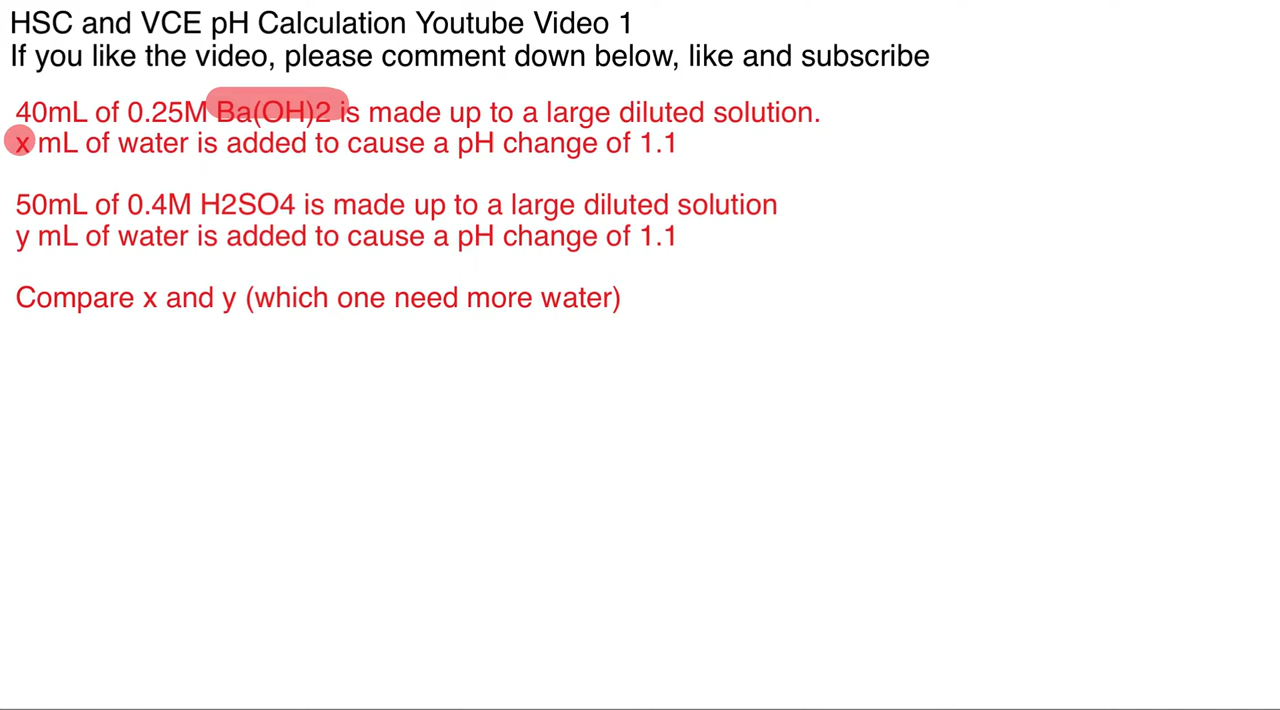 HSC and VCE pH Calculation Youtube Video 1
If you like the video, please comment down below, like and subscribe
40mL of 0.25M Ba(OH)2 is made up to a large diluted solution.
x mL of water is added to cause a pH change of 1.1
50mL of 0.4M H2SO4 is made up to a large diluted solution
y mL of water is added to cause a pH change of 1.1
Compare x and y (which one need more water)